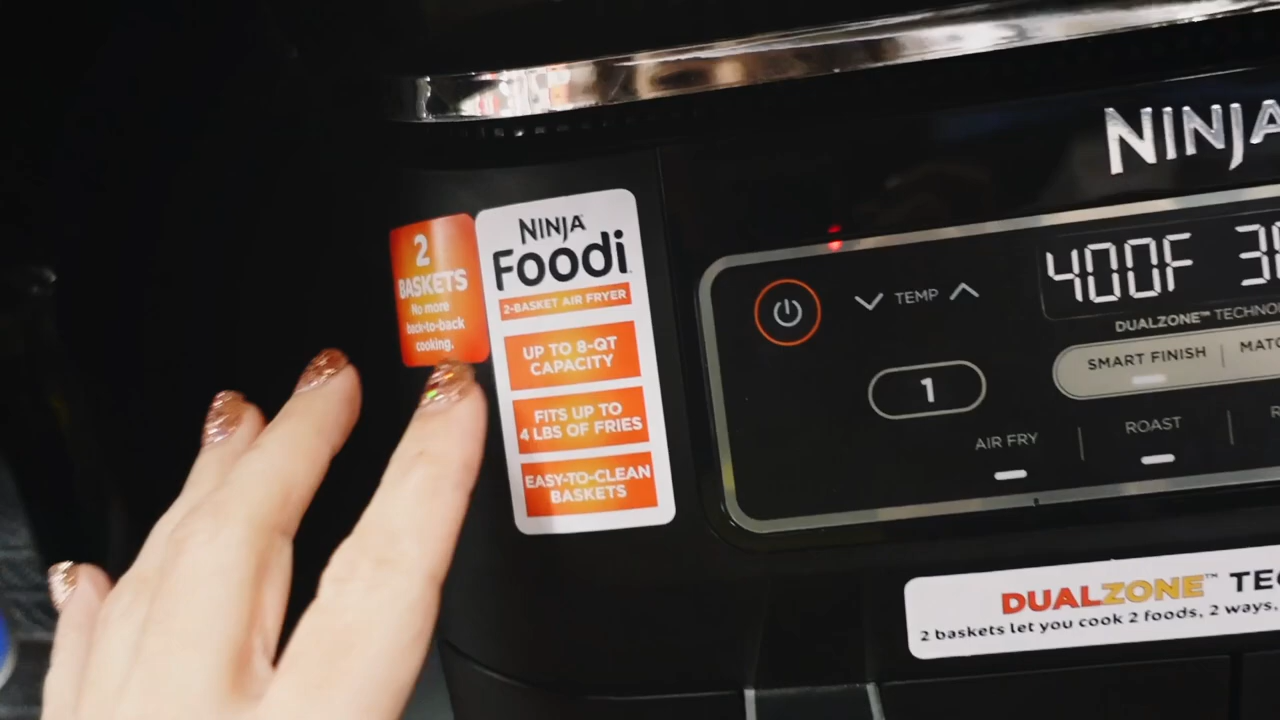 NINJA
2
BASKETS
No more
back-to-back
cooking.
NINJA
Foodi
2-BASKET AIR FRYER
UP TO 8-QT
CAPACITY
FITS UP TO
4 LBS OF FRIES
EASY-TO-CLEAN
BASKETS
TEMP
400F
DUALZONE™
SMART FINISH
1
AIR FRY
ROAST
DUALZONE™
2 baskets let you cook 2 foods, 2 ways,